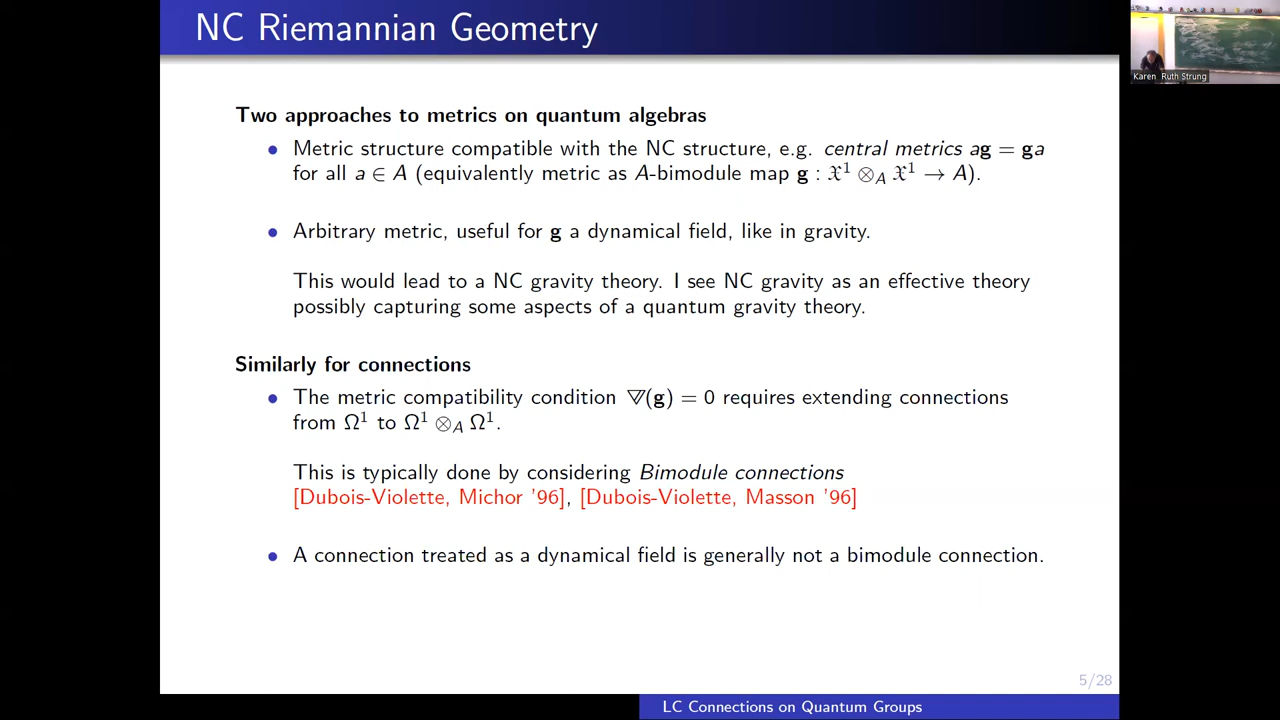 NC Riemannian Geometry
Karen Ruth Strung
Two approaches to metrics on quantum algebras
• Metric structure compatible with the NC structure, e.g. central metrics ag = ga
for all a ∈ A (equivalently metric as A-bimodule map g : 𝔛¹ ⊗_A 𝔛¹ → A).
• Arbitrary metric, useful for g a dynamical field, like in gravity.
This would lead to a NC gravity theory. I see NC gravity as an effective theory
possibly capturing some aspects of a quantum gravity theory.
Similarly for connections
• The metric compatibility condition ▽(g) = 0 requires extending connections
from Ω¹ to Ω¹ ⊗_A Ω¹.
This is typically done by considering Bimodule connections
[Dubois-Violette, Michor '96], [Dubois-Violette, Masson '96]
• A connection treated as a dynamical field is generally not a bimodule connection.
5/28
LC Connections on Quantum Groups